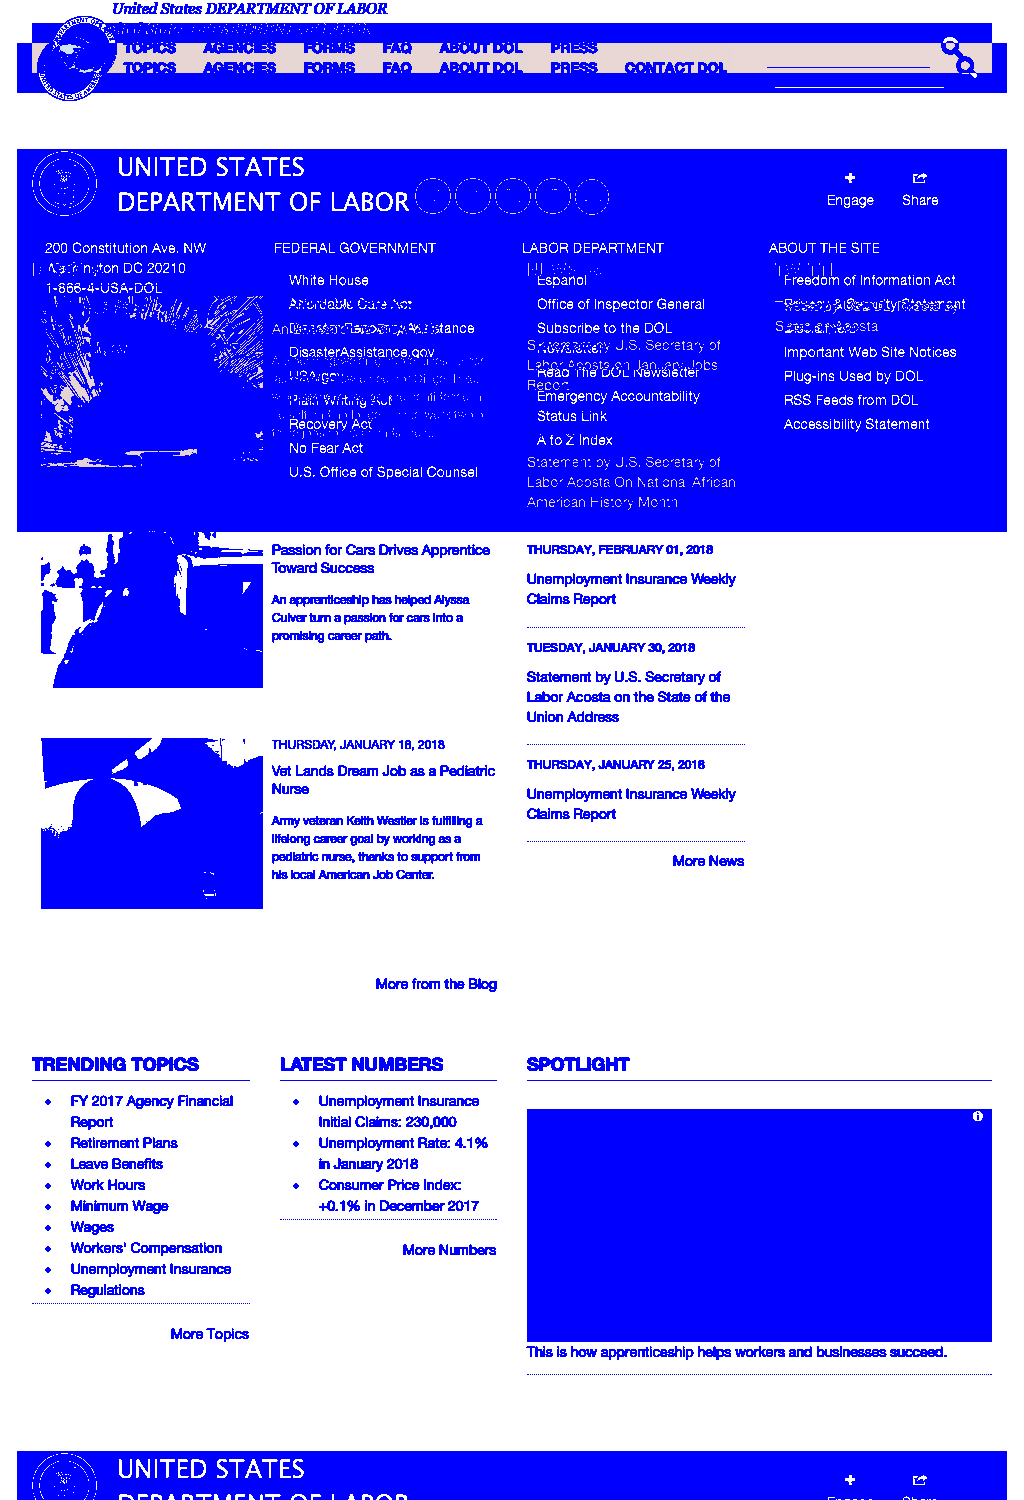 United States DEPARTMENT OF LABOR
TOPICS AGENCIES FORMS FAQ ABOUT DOL PRESS
TOPICS AGENCIES FORMS FAQ ABOUT DOL PRESS CONTACT DOL
UNITED STATES
DEPARTMENT OF LABOR
Engage Share
200 Constitution Ave. NW
DC 20210
1-866-4-USA-DOL
FEDERAL GOVERNMENT
White House
Affordable Care Act
Disaster Recovery Assistance
DisasterAssistance.gov
USA.gov
Plain Writing Act
Recovery Act
No Fear Act
U.S. Office of Special Counsel
LABOR DEPARTMENT
Español
Office of Inspector General
Subscribe to the DOL
Newsletter
Read The DOL Newsletter
Emergency Accountability
Status Link
A to Z Index
Statement by U.S. Secretary of
Labor Acosta on January Jobs
Report
Statement by U.S. Secretary of
Labor Acosta On National African
American History Month
ABOUT THE SITE
Freedom of Information Act
Privacy & Security Statement
Important Web Site Notices
Plug-ins Used by DOL
RSS Feeds from DOL
Accessibility Statement
Passion for Cars Drives Apprentice
Toward Success
An apprenticeship has helped Alyssa
Culver turn a passion for cars into a
promising career path.
THURSDAY, JANUARY 18, 2018
Vet Lands Dream Job as a Pediatric
Nurse
Army veteran Keith Westler is fulfilling a
lifelong career goal by working as a
pediatric nurse, thanks to support from
his local American Job Center.
More from the Blog
THURSDAY, FEBRUARY 01, 2018
Unemployment Insurance Weekly
Claims Report
TUESDAY, JANUARY 30, 2018
Statement by U.S. Secretary of
Labor Acosta on the State of the
Union Address
THURSDAY, JANUARY 25, 2018
Unemployment Insurance Weekly
Claims Report
More News
TRENDING TOPICS
FY 2017 Agency Financial
Report
Retirement Plans
Leave Benefits
Work Hours
Minimum Wage
Wages
Workers' Compensation
Unemployment Insurance
Regulations
More Topics
LATEST NUMBERS
Unemployment Insurance
Initial Claims: 230,000
Unemployment Rate: 4.1%
in January 2018
Consumer Price Index:
+0.1% in December 2017
More Numbers
SPOTLIGHT
This is how apprenticeship helps workers and businesses succeed.
UNITED STATES
DEPARTMENT OF LABOR
Engage Share